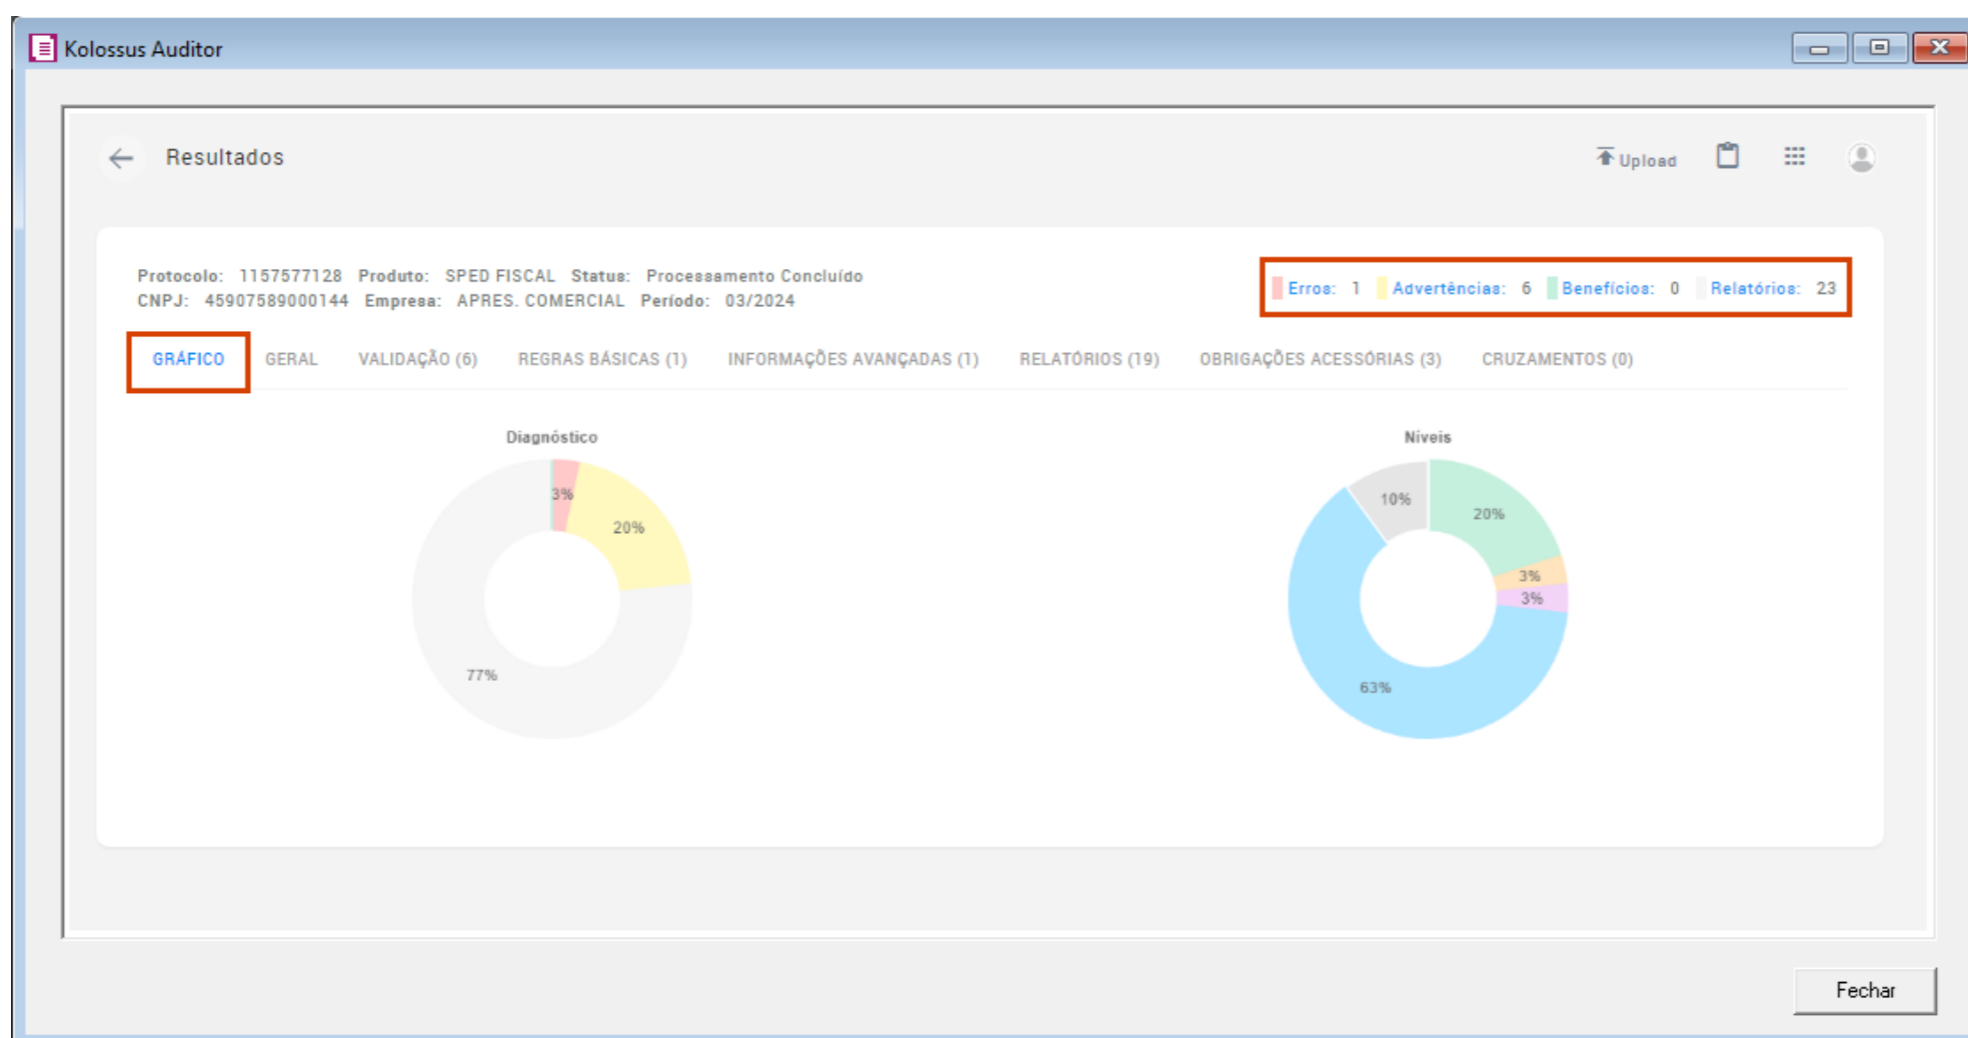 Kolossus Auditor
Resultados
Upload
Protocolo: 1157577128 Produto: SPED FISCAL Status: Processamento Concluído
CNPJ: 45907589000144 Empresa: APRES. COMERCIAL Período: 03/2024
Erros: 1 Advertências: 6 Benefícios: 0 Relatórios: 23
GRÁFICO GERAL VALIDAÇÃO (6) REGRAS BÁSICAS (1) INFORMAÇÕES AVANÇADAS (1) RELATÓRIOS (19) OBRIGAÇÕES ACESSÓRIAS (3) CRUZAMENTOS (0)
Diagnóstico
3%
20%
77%
Níveis
10%
20%
3%
3%
63%
Fechar